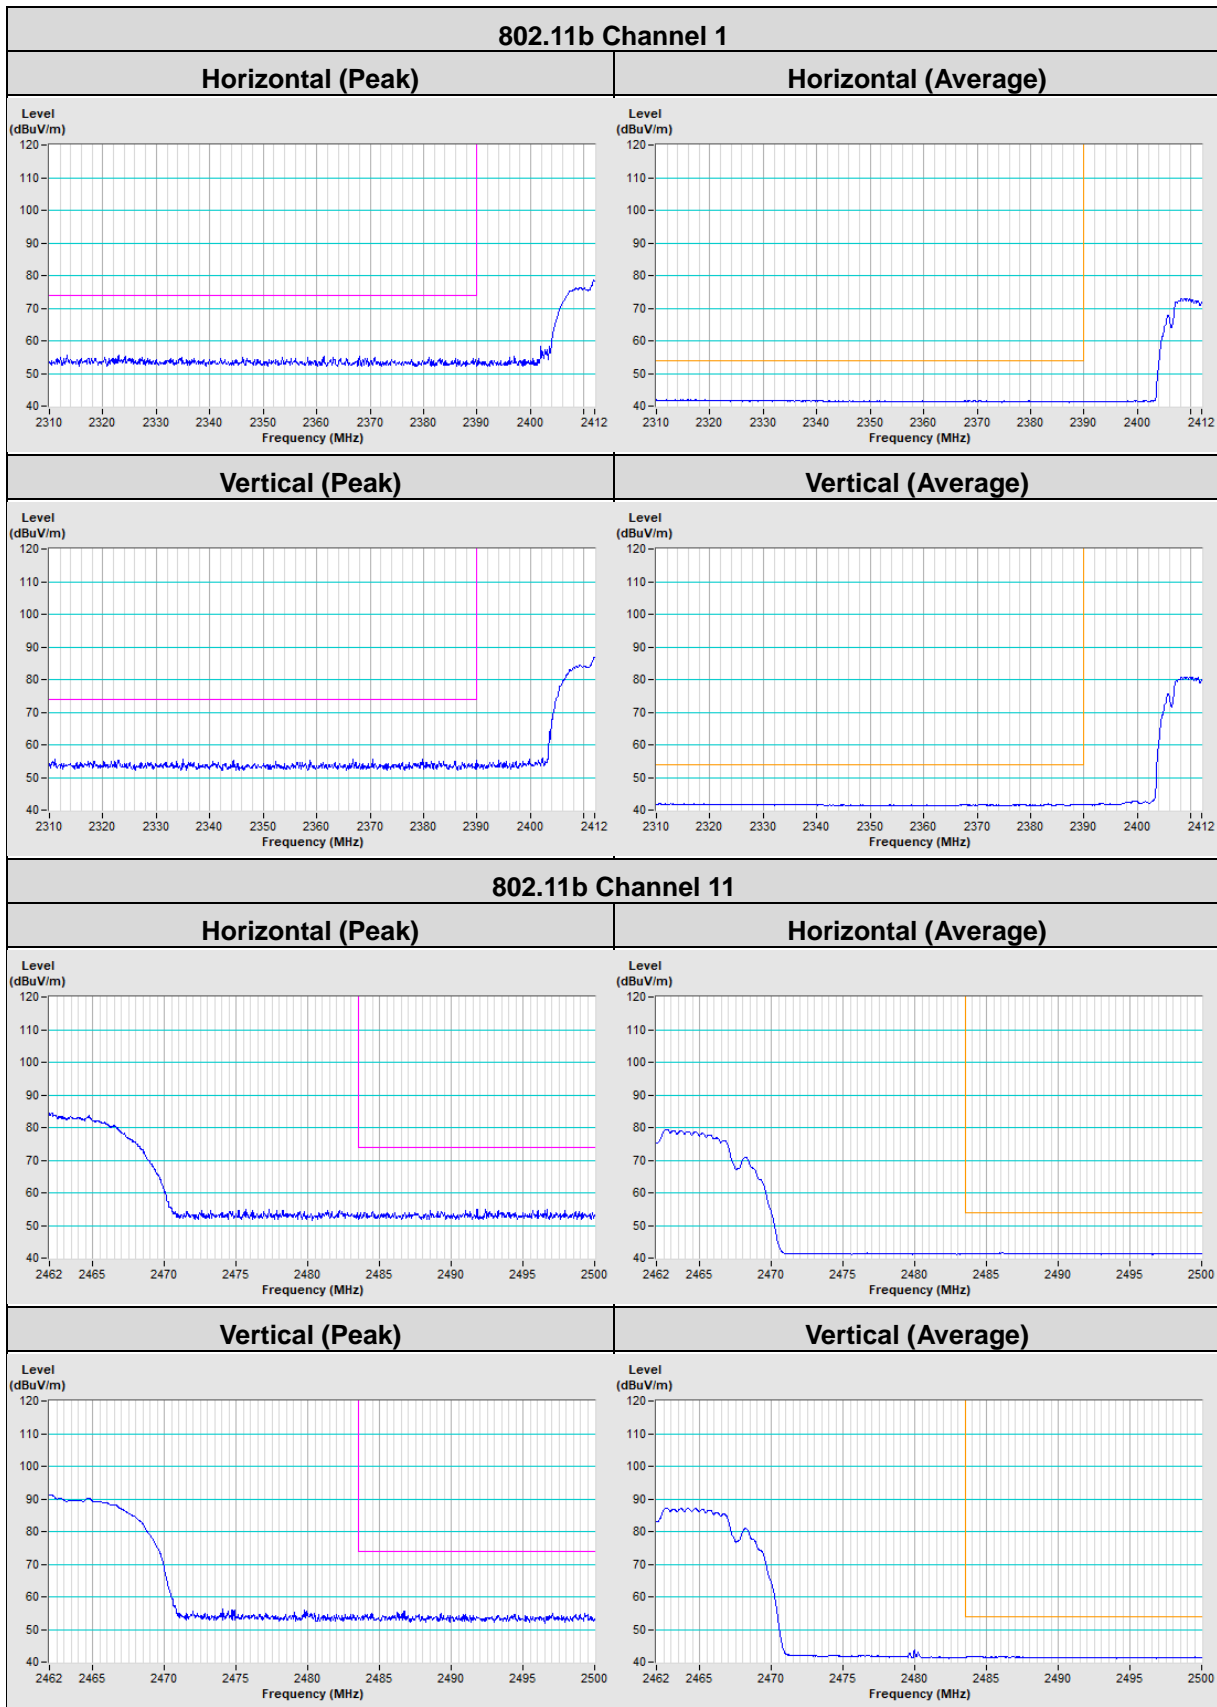 802.11b Channel 1
Horizontal (Peak) Horizontal (Average)
Level Level
(dBuV/m) (dBuV/m)
120 120
110 110
100 100
90 90
80 80
70 70
60 60
50 50
40 40
2310 2320 2330 2340 2350 2360 2370 2380 2390 2400 2412 2310 2320 2330 2340 2350 2360 2370 2380 2390 2400 2412
Frequency (MHz) Frequency (MHz)
Vertical (Peak) Vertical (Average)
Level Level
(dBuV/m) (dBuV/m)
120 120
110 110
100 100
90 90
80 80
70 70
60 60
50 50
40 40
2310 2320 2330 2340 2350 2360 2370 2380 2390 2400 2412 2310 2320 2330 2340 2350 2360 2370 2380 2390 2400 2412
Frequency (MHz) Frequency (MHz)
802.11b Channel 11
Horizontal (Peak) Horizontal (Average)
Level Level
(dBuV/m) (dBuV/m)
120 120
110 110
100 100
90 90
80 80
70 70
60 60
50 50
40 40
2462 2465 2470 2475 2480 2485 2490 2495 2500 2462 2465 2470 2475 2480 2485 2490 2495 2500
Frequency (MHz) Frequency (MHz)
Vertical (Peak) Vertical (Average)
Level Level
(dBuV/m) (dBuV/m)
120 120
110 110
100 100
90 90
80 80
70 70
60 60
50 50
40 40
2462 2465 2470 2475 2480 2485 2490 2495 2500 2462 2465 2470 2475 2480 2485 2490 2495 2500
Frequency (MHz) Frequency (MHz)